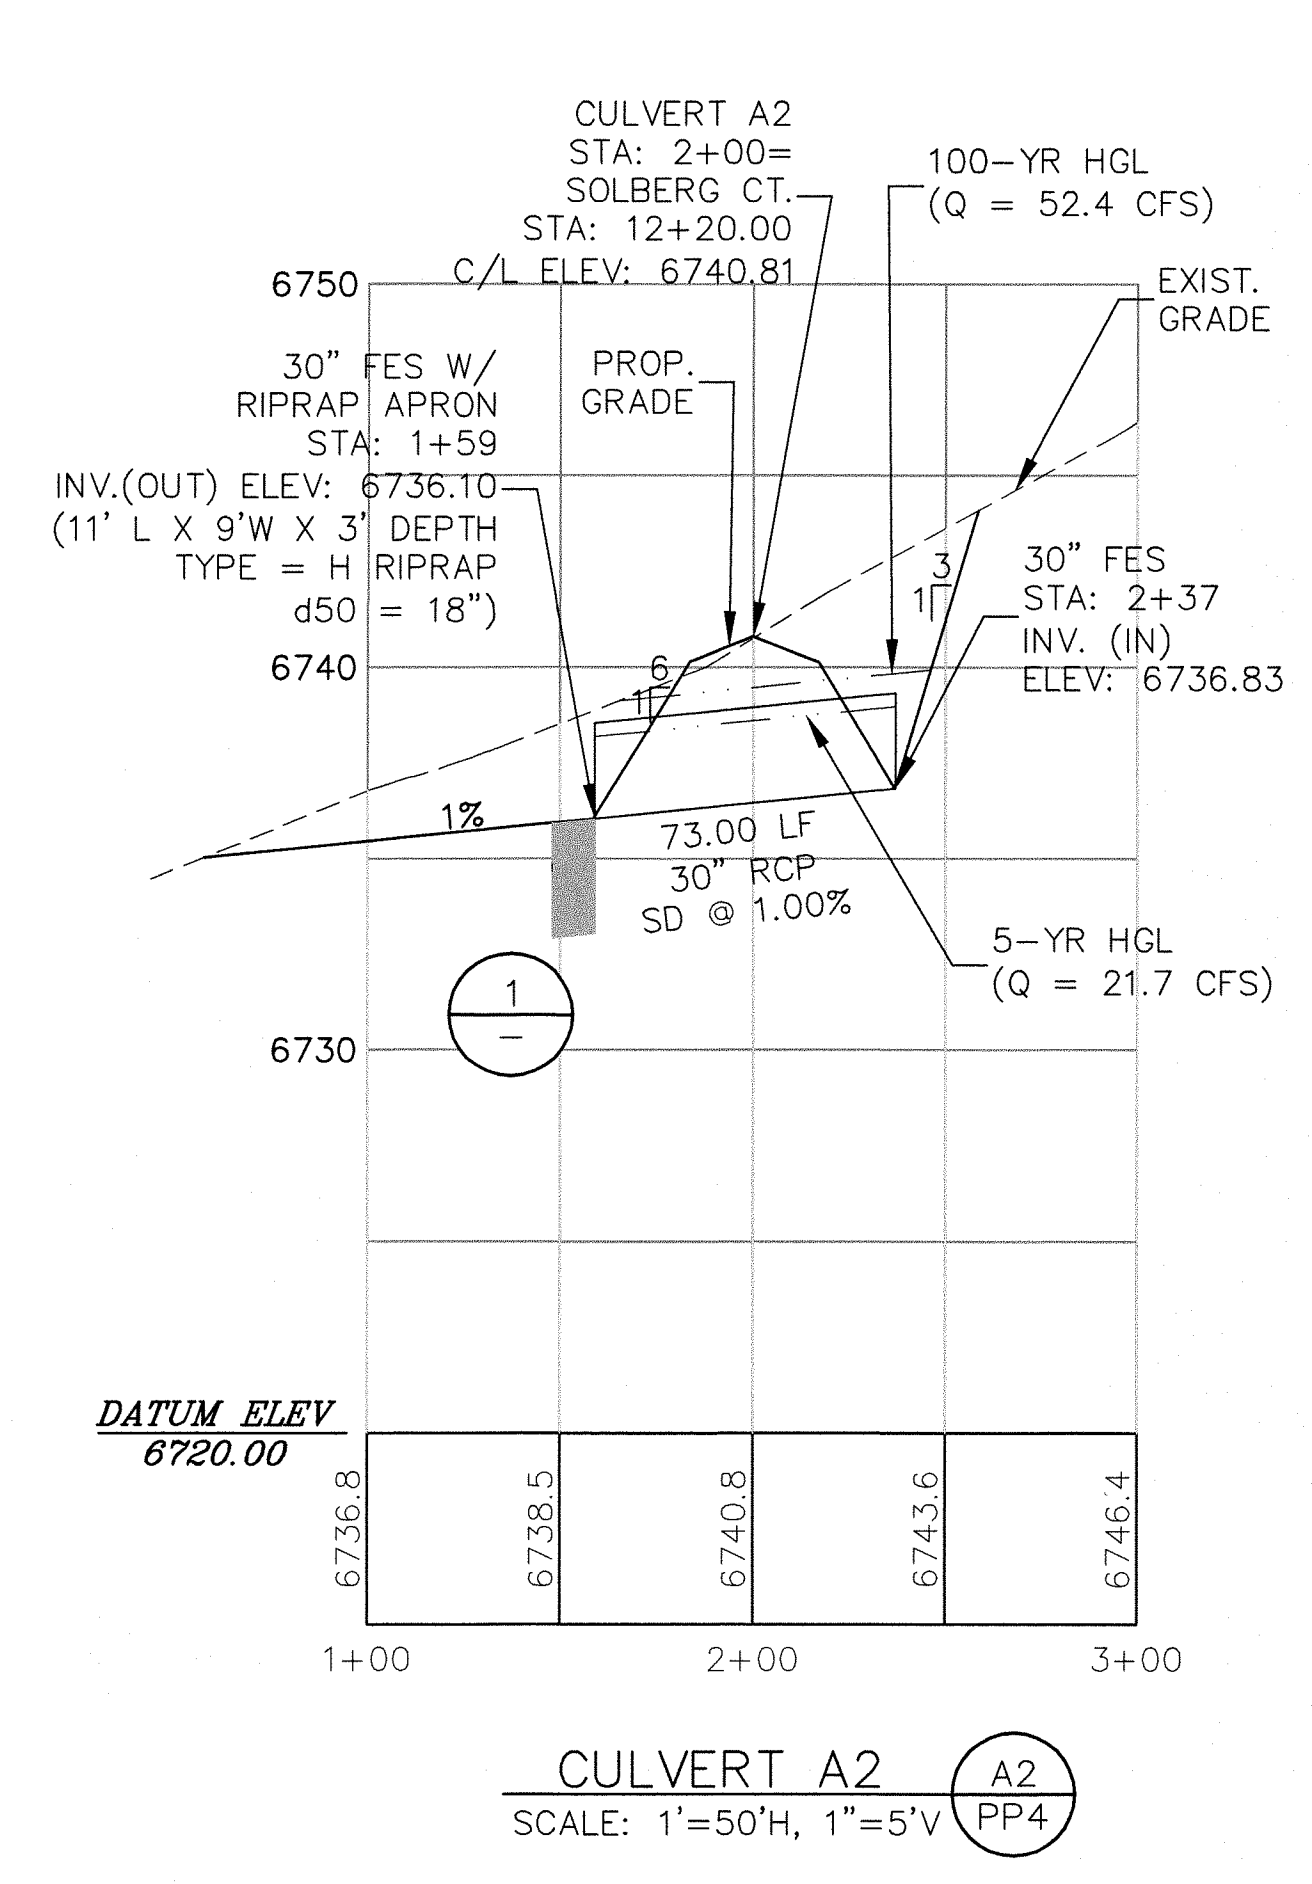 CULVERT A2
STA: 2+00=
SOLBERG CT.
STA: 12+20.00
C/L ELEV: 6740.81
100-YR HGL
(Q = 52.4 CFS)
EXIST.
GRADE
6750
30" FES W/
RIPRAP APRON
STA: 1+59
INV.(OUT) ELEV: 6736.10
(11' L X 9'W X 3' DEPTH
TYPE = H RIPRAP
d50 = 18")
PROP.
GRADE
3
1
30" FES
STA: 2+37
INV. (IN)
ELEV: 6736.83
6740
6
1
1%
73.00 LF
30" RCP
SD @ 1.00%
5-YR HGL
(Q = 21.7 CFS)
1
-
6730
DATUM ELEV
6720.00
6736.8
6738.5
6740.8
6743.6
6746.4
1+00
2+00
3+00
CULVERT A2
SCALE: 1'=50'H, 1"=5'V
A2
PP4